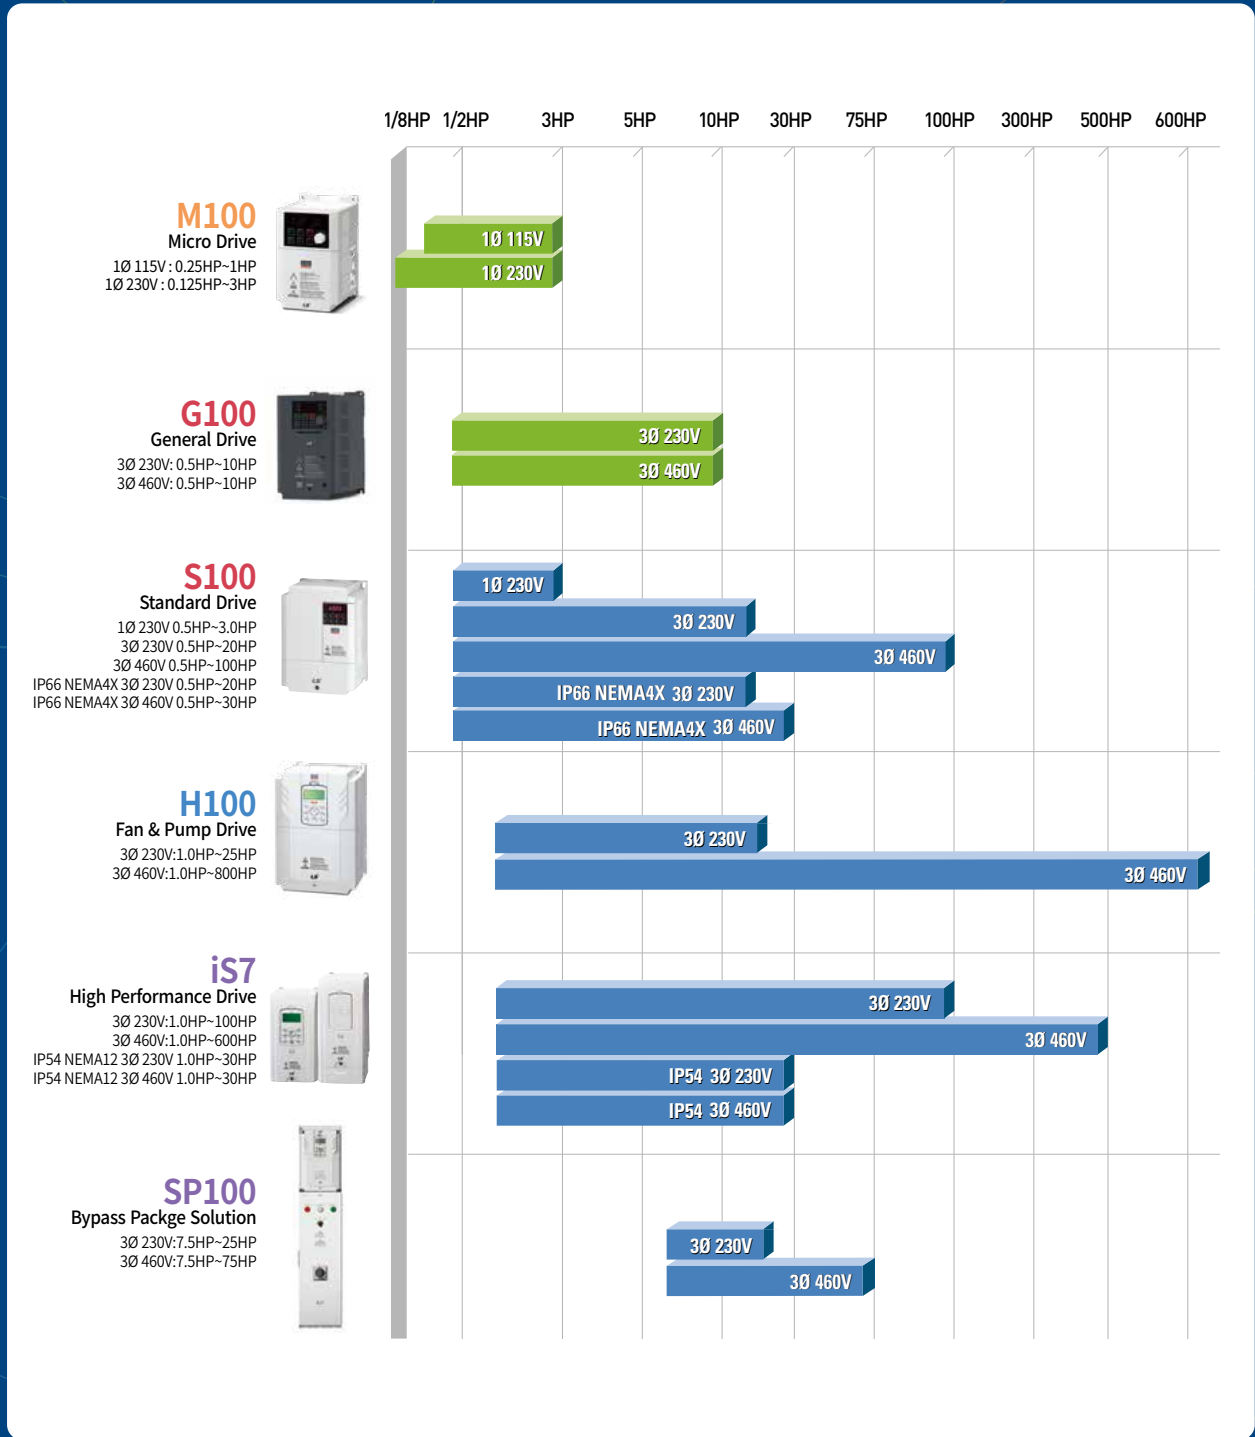 1/8HP 1/2HP 3HP 5HP 10HP 30HP 75HP 100HP 300HP 500HP 600HP
M100
Micro Drive
1Ø 115V : 0.25HP~1HP
1Ø 230V : 0.125HP~3HP
1Ø 115V
1Ø 230V
G100
General Drive
3Ø 230V: 0.5HP~10HP
3Ø 460V: 0.5HP~10HP
3Ø 230V
3Ø 460V
S100
Standard Drive
1Ø 230V 0.5HP~3.0HP
3Ø 230V 0.5HP~20HP
3Ø 460V 0.5HP~100HP
IP66 NEMA4X 3Ø 230V 0.5HP~20HP
IP66 NEMA4X 3Ø 460V 0.5HP~30HP
1Ø 230V
3Ø 230V
3Ø 460V
IP66 NEMA4X 3Ø 230V
IP66 NEMA4X 3Ø 460V
H100
Fan & Pump Drive
3Ø 230V:1.0HP~25HP
3Ø 460V:1.0HP~800HP
3Ø 230V
3Ø 460V
iS7
High Performance Drive
3Ø 230V:1.0HP~100HP
3Ø 460V:1.0HP~600HP
IP54 NEMA12 3Ø 230V 1.0HP~30HP
IP54 NEMA12 3Ø 460V 1.0HP~30HP
3Ø 230V
3Ø 460V
IP54 3Ø 230V
IP54 3Ø 460V
SP100
Bypass Packge Solution
3Ø 230V:7.5HP~25HP
3Ø 460V:7.5HP~75HP
3Ø 230V
3Ø 460V